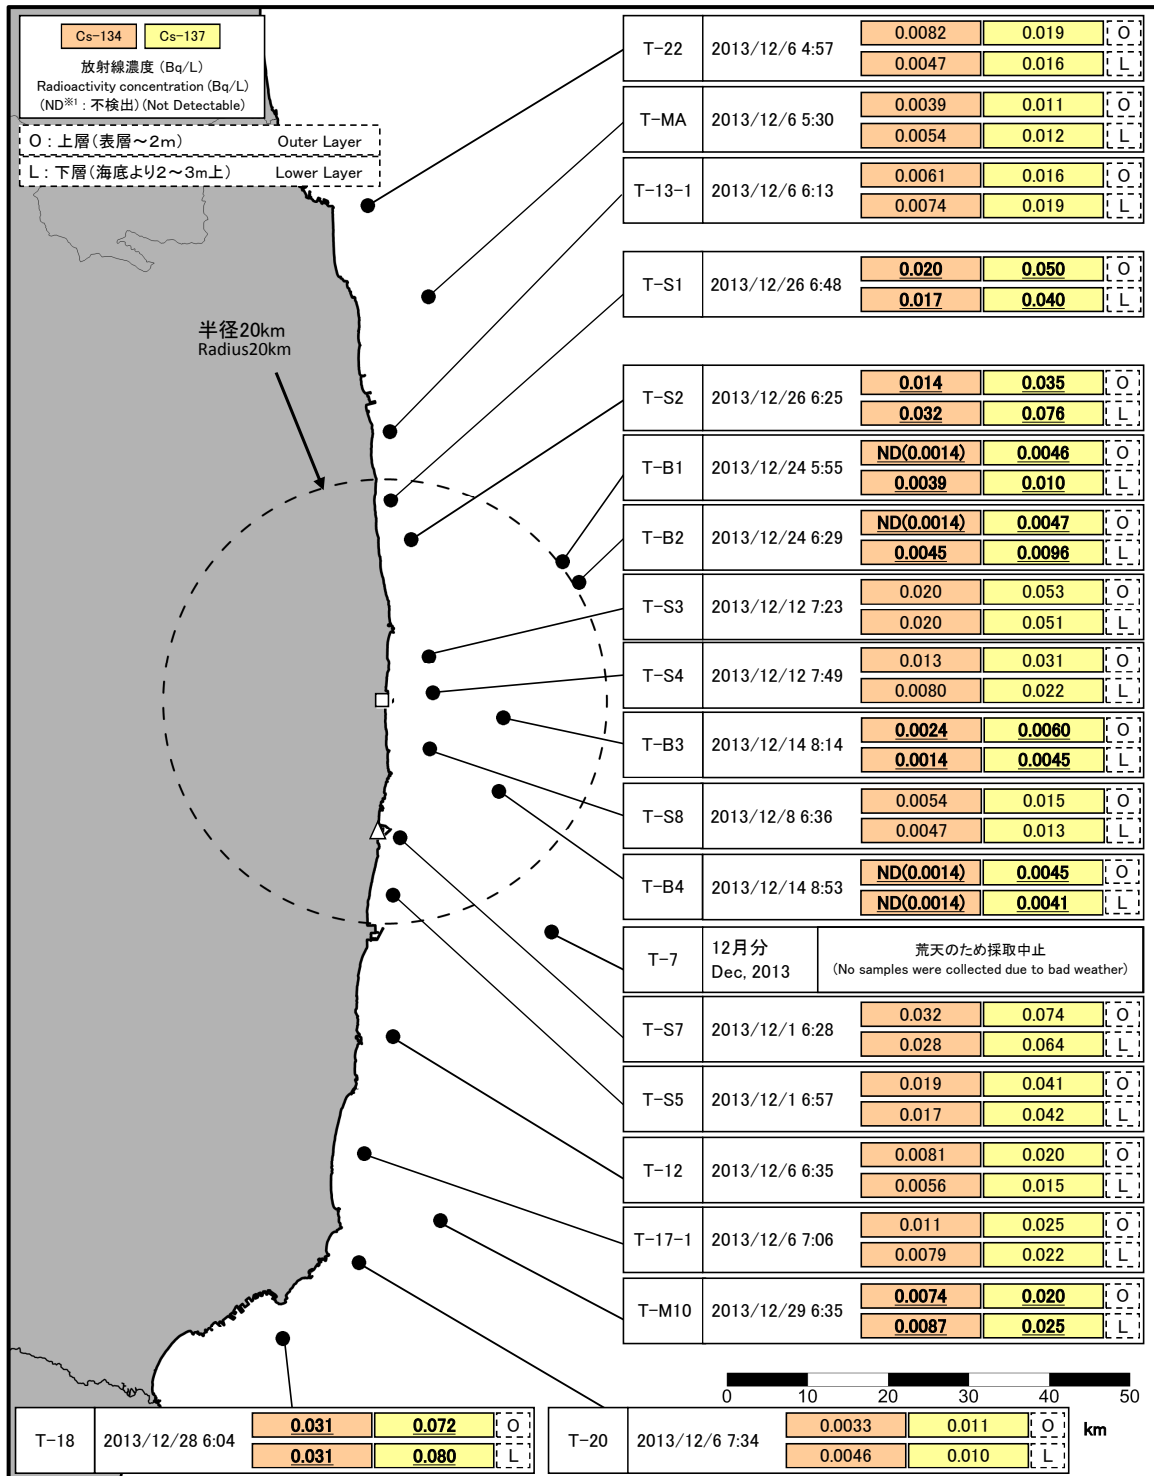 Cs-134 Cs-137
放射線濃度 (Bq/L)
Radioactivity concentration (Bq/L)
(ND※1 : 不検出) (Not Detectable)
O : 上層(表層～2m) Outer Layer
L : 下層(海底より2～3m上) Lower Layer
半径20km
Radius20km
T-22 2013/12/6 4:57
0.0082 0.019 O
0.0047 0.016 L
T-MA 2013/12/6 5:30
0.0039 0.011 O
0.0054 0.012 L
T-13-1 2013/12/6 6:13
0.0061 0.016 O
0.0074 0.019 L
T-S1 2013/12/26 6:48
0.020 0.050 O
0.017 0.040 L
T-S2 2013/12/26 6:25
0.014 0.035 O
0.032 0.076 L
T-B1 2013/12/24 5:55
ND(0.0014) 0.0046 O
0.0039 0.010 L
T-B2 2013/12/24 6:29
ND(0.0014) 0.0047 O
0.0045 0.0096 L
T-S3 2013/12/12 7:23
0.020 0.053 O
0.020 0.051 L
T-S4 2013/12/12 7:49
0.013 0.031 O
0.0080 0.022 L
T-B3 2013/12/14 8:14
0.0024 0.0060 O
0.0014 0.0045 L
T-S8 2013/12/8 6:36
0.0054 0.015 O
0.0047 0.013 L
T-B4 2013/12/14 8:53
ND(0.0014) 0.0045 O
ND(0.0014) 0.0041 L
T-7
12月分
Dec, 2013
荒天のため採取中止
(No samples were collected due to bad weather)
T-S7 2013/12/1 6:28
0.032 0.074 O
0.028 0.064 L
T-S5 2013/12/1 6:57
0.019 0.041 O
0.017 0.042 L
T-12 2013/12/6 6:35
0.0081 0.020 O
0.0056 0.015 L
T-17-1 2013/12/6 7:06
0.011 0.025 O
0.0079 0.022 L
T-M10 2013/12/29 6:35
0.0074 0.020 O
0.0087 0.025 L
0 10 20 30 40 50
km
T-18 2013/12/28 6:04
0.031 0.072 O
0.031 0.080 L
T-20 2013/12/6 7:34
0.0033 0.011 O
0.0046 0.010 L